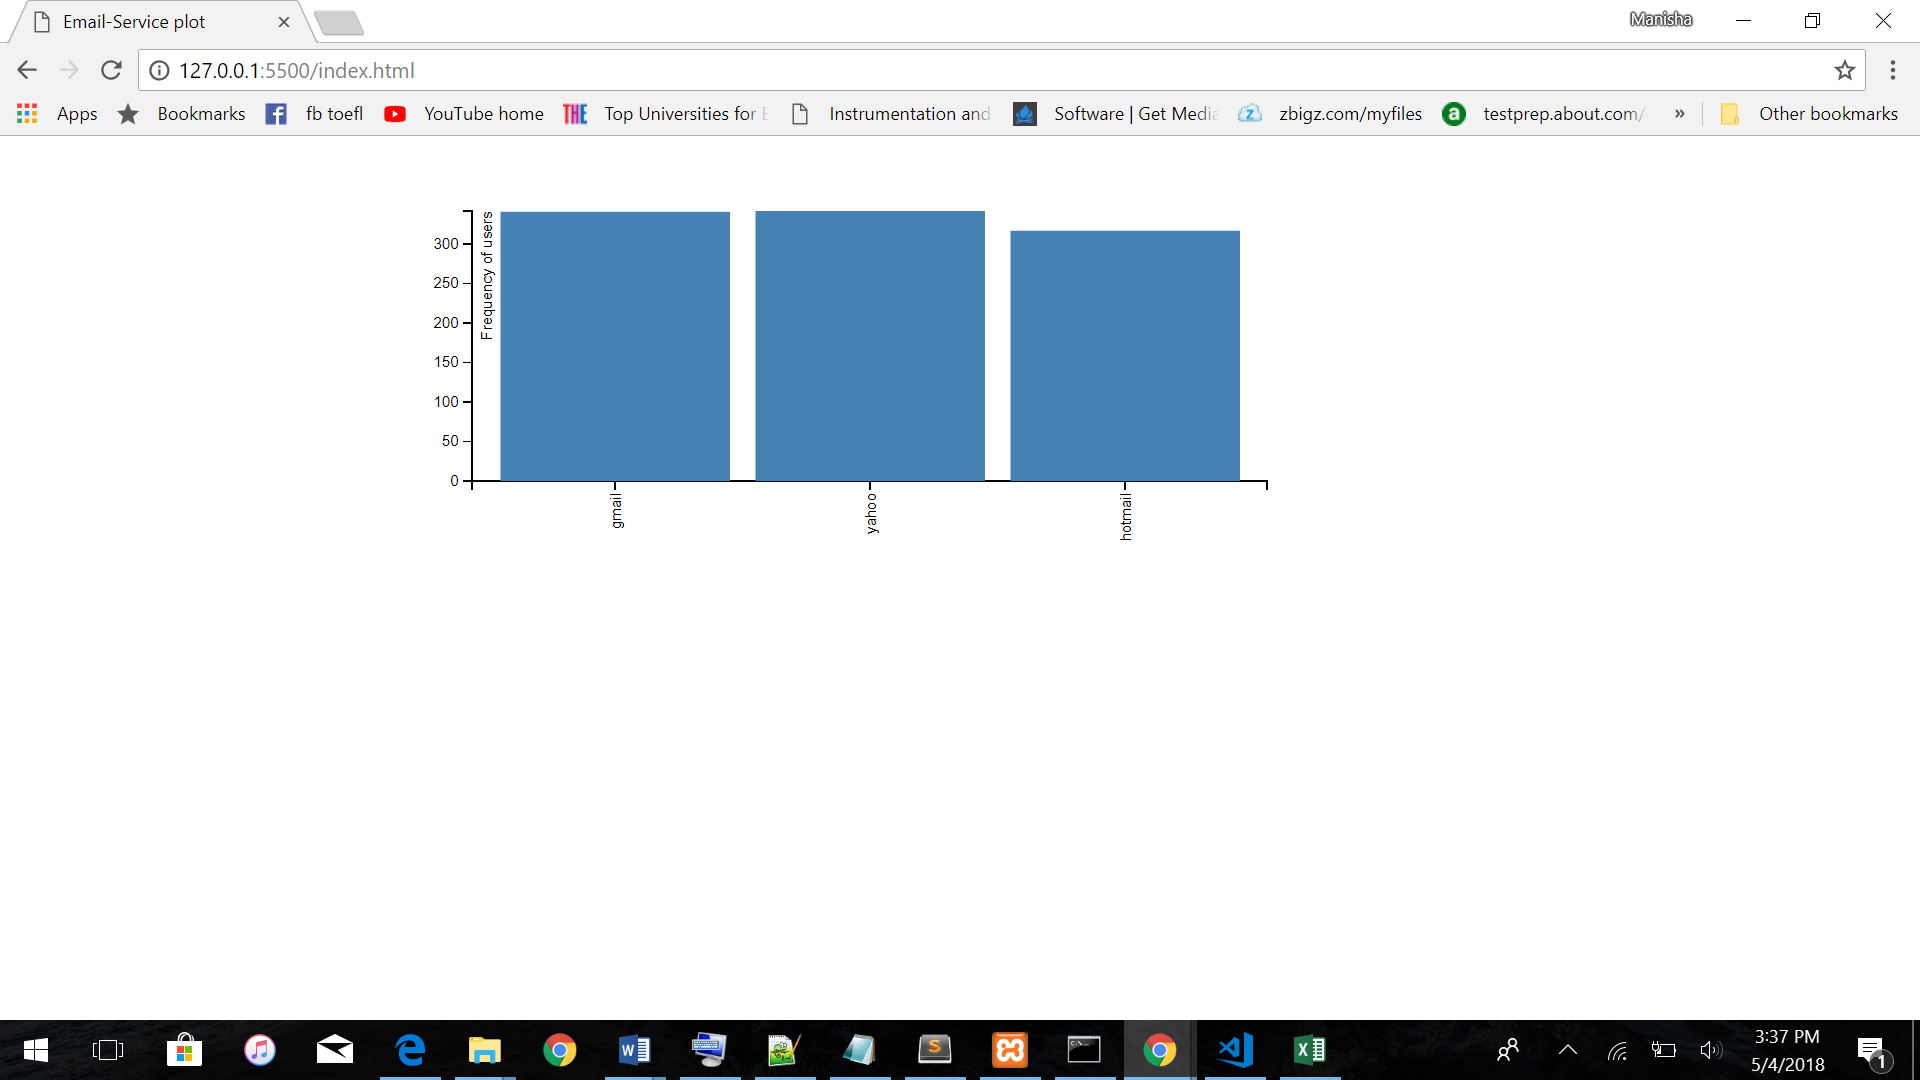 Email-Service plot
Manisha
127.0.0.1:5500/index.html
Apps Bookmarks fb toefl YouTube home THE Top Universities for E Instrumentation and Software | Get Media zbigz.com/myfiles a testprep.about.com/ » Other bookmarks
Frequency of users
300
250
200
150
100
50
0
gmail
yahoo
hotmail
3:37 PM
5/4/2018
1